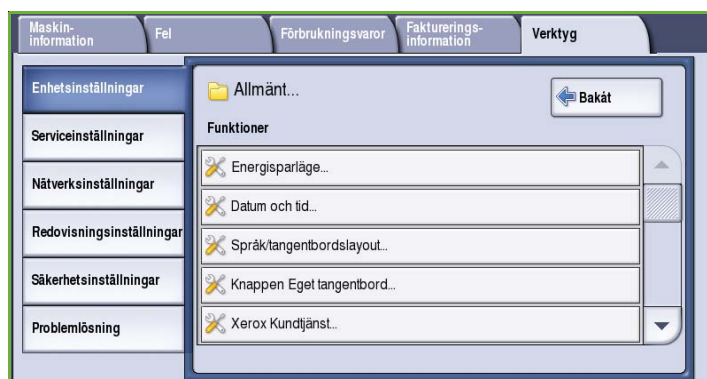 Maskin-
information
Fel
Förbrukningsvaror
Fakturerings-
information
Verktyg
Enhetsinställningar
Serviceinställningar
Nätverksinställningar
Redovisningsinställningar
Säkerhetsinställningar
Problemlösning
Allmänt...
Bakåt
Funktioner
Energisparläge...
Datum och tid...
Språk/tangentbordslayout...
Knappen Eget tangentbord...
Xerox Kundtjänst...